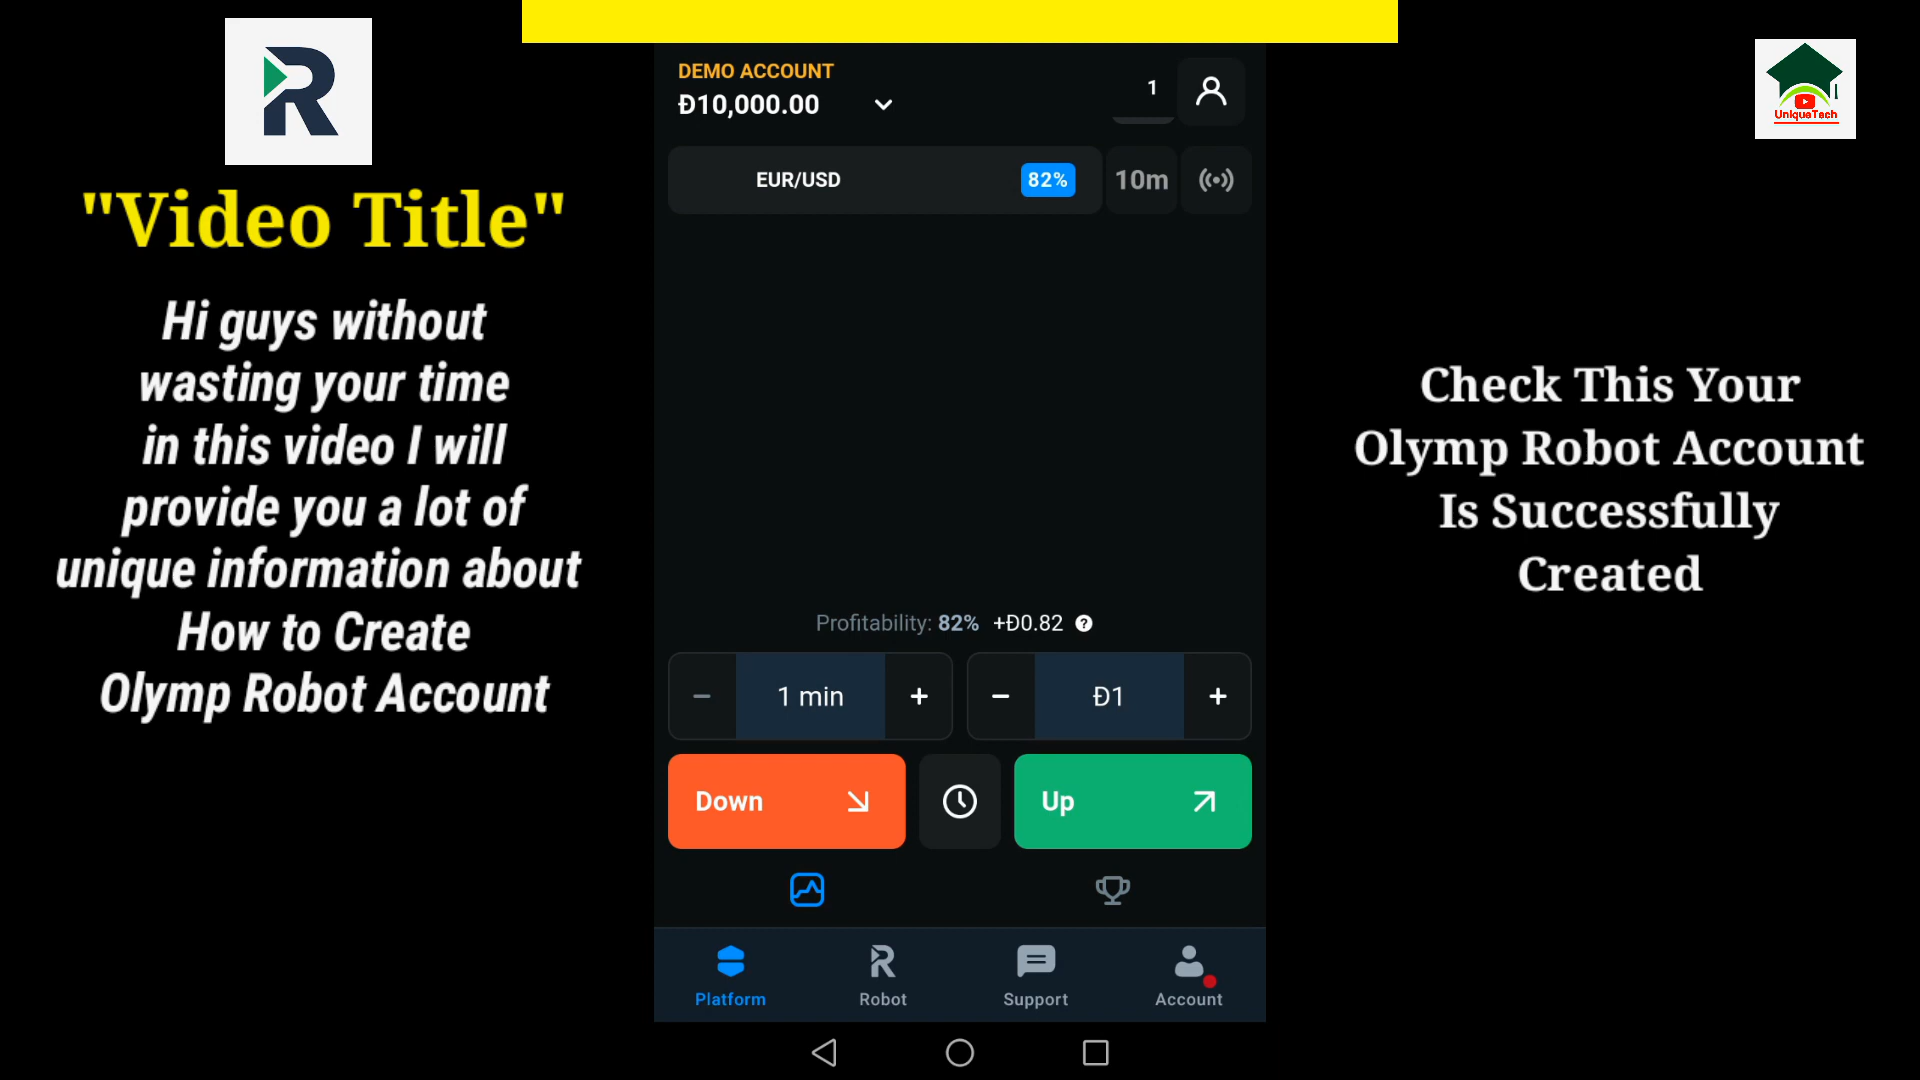 "Video Title"
Hi guys without
wasting your time
in this video I will
provide you a lot of
unique information about
How to Create
Olymp Robot Account
DEMO ACCOUNT
Đ10,000.00
1
EUR/USD
82%
10m
Profitability: 82% +Đ0.82 ?
1 min
Đ1
Down
Up
Platform
Robot
Support
Account
UniqueTech
Check This Your
Olymp Robot Account
Is Successfully
Created